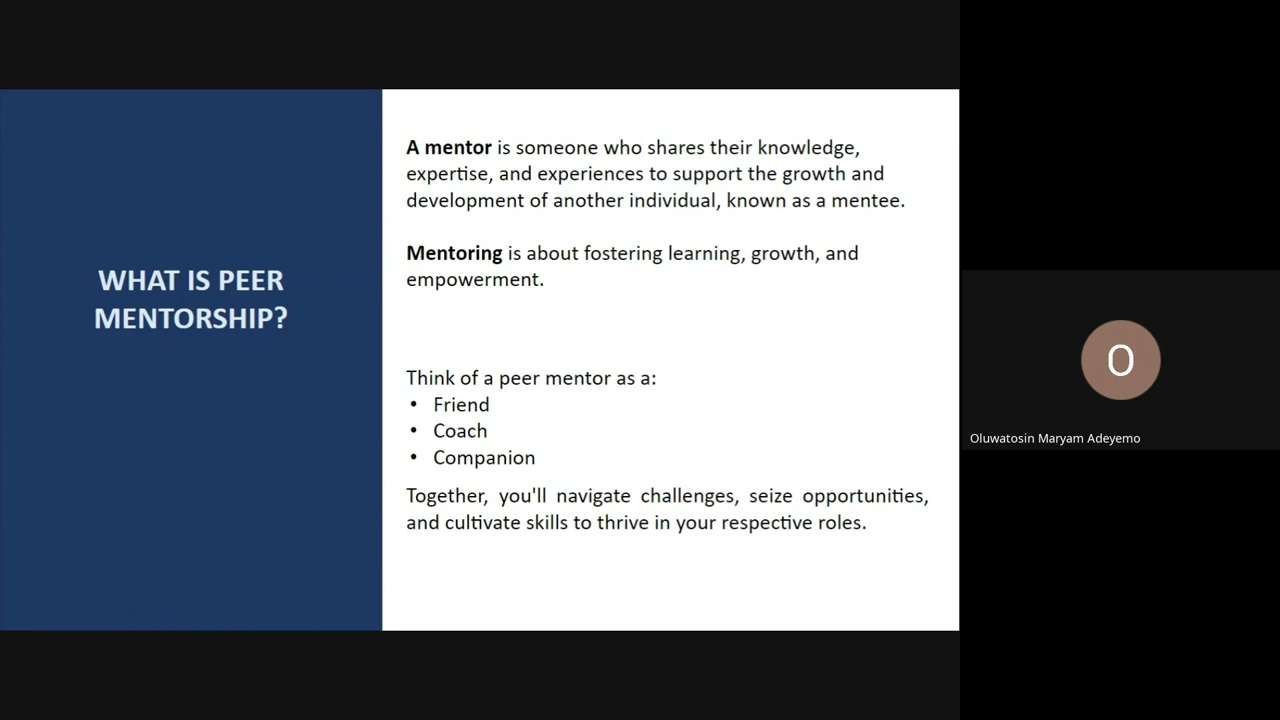 WHAT IS PEER
MENTORSHIP?
A mentor is someone who shares their knowledge,
expertise, and experiences to support the growth and
development of another individual, known as a mentee.
Mentoring is about fostering learning, growth, and
empowerment.
Think of a peer mentor as a:
• Friend
• Coach
• Companion
Together, you'll navigate challenges, seize opportunities,
and cultivate skills to thrive in your respective roles.
O
Oluwatosin Maryam Adeyemo